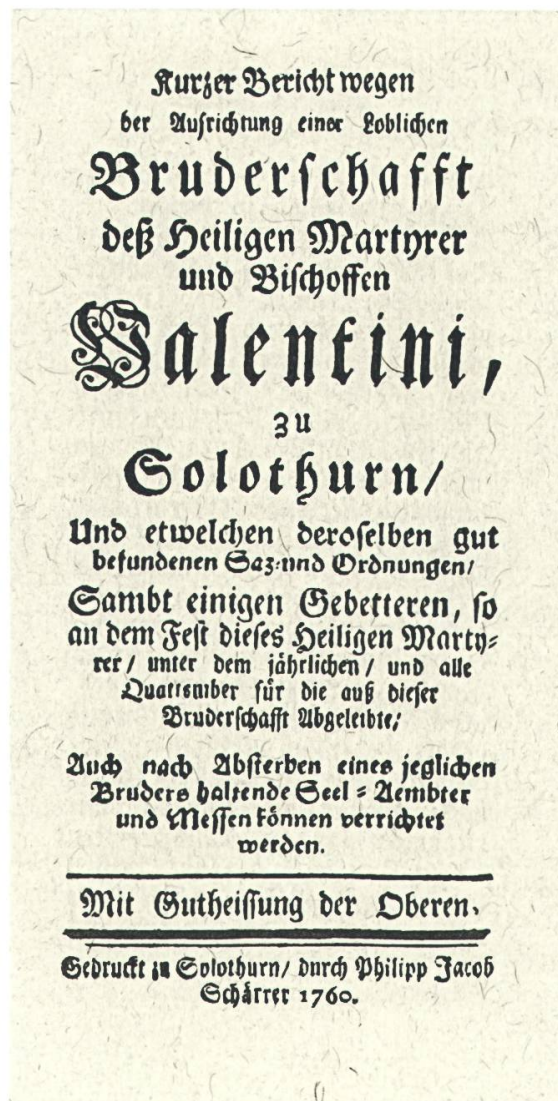 Kurzer Bericht wegen
der Aufrichtung einer Loblichen
Bruderschafft
deß Heiligen Martyrer
und Bischoffen
Valentini,
zu
Solothurn/
Und etwelchen deroselben gut
befundenen Saz-und Ordnungen/
Sambt einigen Gebetteren, so
an dem Fest dieses Heiligen Marty-
rer/ unter dem jährlichen/ und alle
Quattember für die auß dieser
Bruderschafft Abgeleibte/
Auch nach Absterben eines jeglichen
Bruders haltende Seel-Aembter
und Messen können verrichtet
werden.
Mit Gutheissung der Oberen.
Gedruckt zu Solothurn/ durch Philipp Jacob
Schärrer 1760.